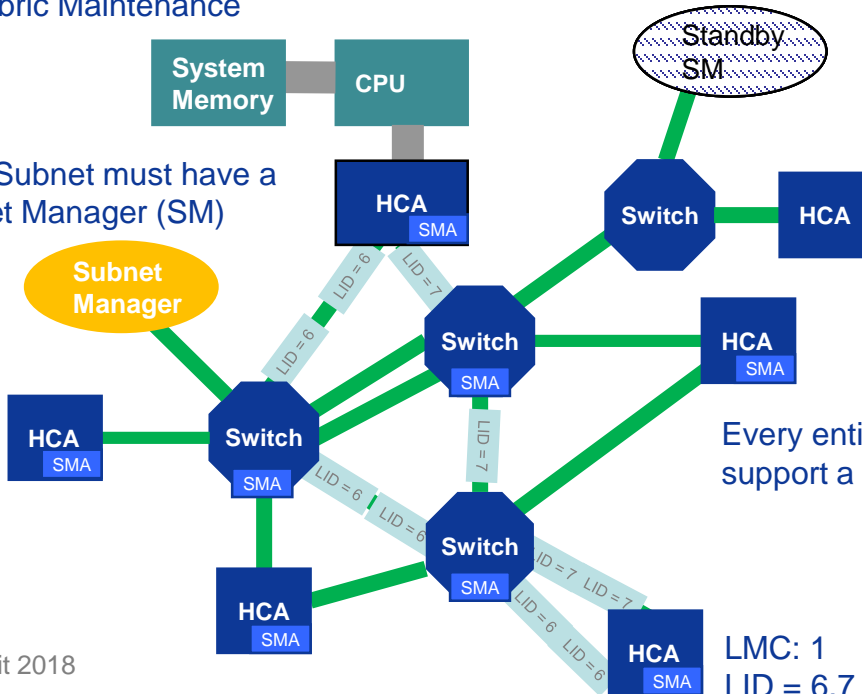 bric Maintenance
Standby
SM
System
Memory
CPU
Subnet must have a
et Manager (SM)
HCA
SMA
Switch
HCA
Subnet
Manager
LID = 6
LID = 7
LID = 6
Switch
SMA
HCA
SMA
HCA
SMA
Switch
SMA
LID = 7
Every enti
support a
LID = 6
LID = 6
Switch
SMA
LID = 7
LID = 7
LID = 6
LID = 6
HCA
SMA
HCA
SMA
LMC: 1
LID = 6,7
it 2018